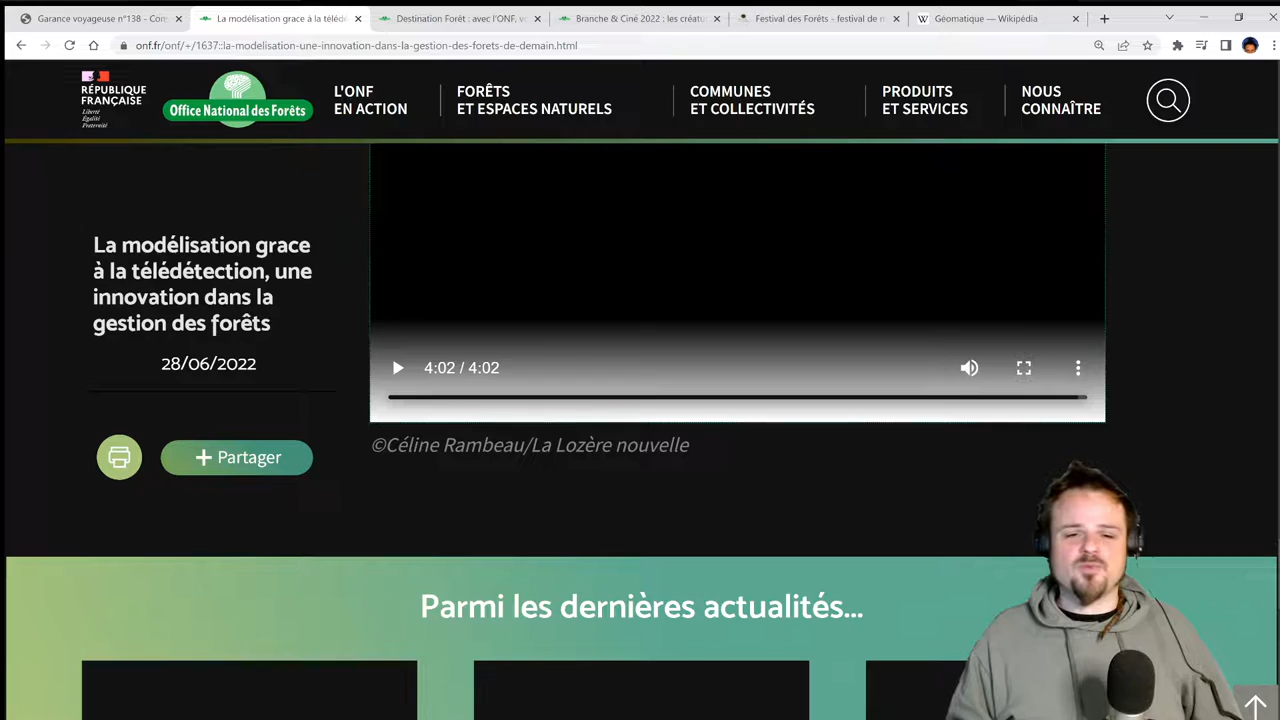 Garance voyageuse n°138 - Con
La modélisation grace à la téléd
Destination Forêt : avec l'ONF, v
Branche & Ciné 2022 : les créatu
Festival des Forêts - festival de m
Géomatique — Wikipédia
onf.fr/onf/+/1637::la-modelisation-une-innovation-dans-la-gestion-des-forets-de-demain.html
RÉPUBLIQUE
FRANÇAISE
Liberté
Égalité
Fraternité
Office National des Forêts
L'ONF
EN ACTION
FORÊTS
ET ESPACES NATURELS
COMMUNES
ET COLLECTIVITÉS
PRODUITS
ET SERVICES
NOUS
CONNAÎTRE
La modélisation grace
à la télédétection, une
innovation dans la
gestion des forêts
28/06/2022
Partager
4:02 / 4:02
©Céline Rambeau/La Lozère nouvelle
Parmi les dernières actualités...